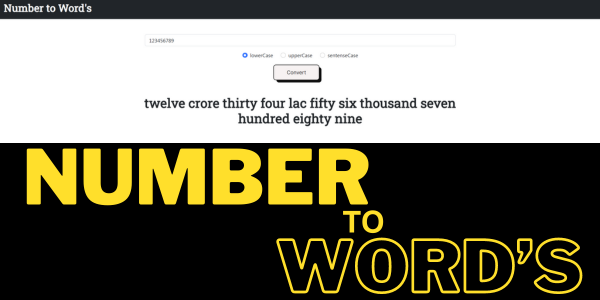 Number to Word's
123456789
lowerCase upperCase sentenseCase
Convert
twelve crore thirty four lac fifty six thousand seven
hundred eighty nine
NUMBER
TO
WORD'S